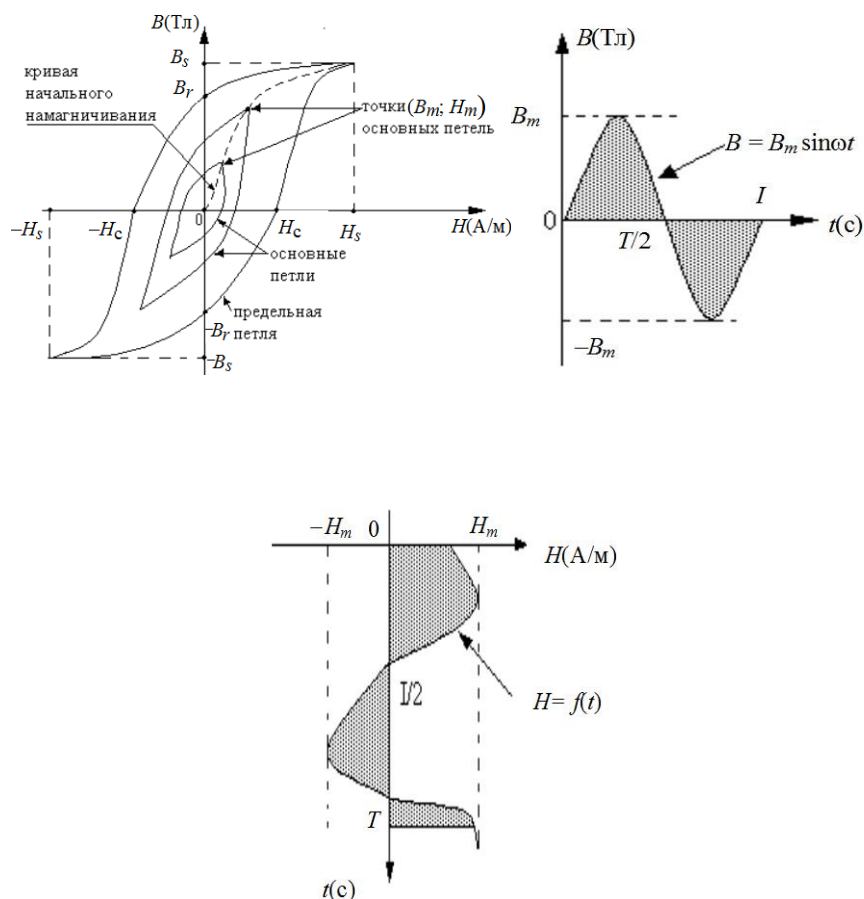 B(Тл)
Bs
Br
кривая
начального
намагничивания
точки(Bm; Hm)
основных петель
–Hs
–Hc
0
Hc
Hs
H(А/м)
основные
петли
предельная
петля
–Br
–Bs
B(Тл)
Bm
B = Bm sinωt
I
0
T/2
t(с)
–Bm
–Hm
0
Hm
H(А/м)
I/2
H= f(t)
T
t(с)